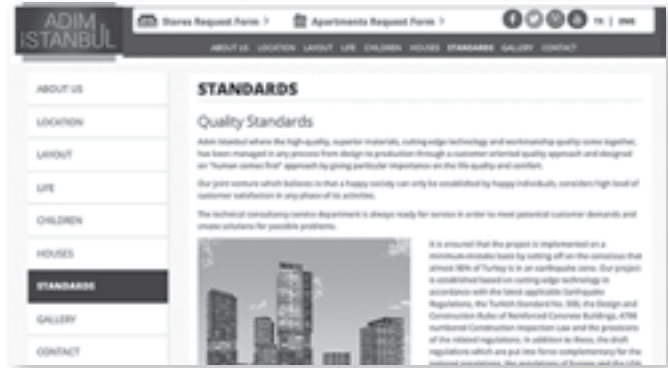 ADIM
ISTANBUL
Stores Request Form >
Apartments Request Form >
TR | ENG
ABOUT US LOCATION LAYOUT LIFE CHILDREN HOUSES STANDARDS GALLERY CONTACT
ABOUT US
LOCATION
LAYOUT
LIFE
CHILDREN
HOUSES
STANDARDS
GALLERY
CONTACT
STANDARDS
Quality Standards
Adim Istanbul where the high-quality, superior materials, cutting-edge technology and workmanship quality come together,
has been managed in any process from design to production through a customer oriented quality approach and designed
on "human comes first" approach by giving particular importance on the life quality and comfort.
Our joint venture which believes in that a happy society can only be established by happy individuals, considers high level of
customer satisfaction in any phase of its activities.
The technical consultancy service department is always ready for service in order to meet potential customer demands and
create solutions for possible problems.
It is ensured that the project is implemented on a
minimum-mistake basis by setting off on the conscious that
almost 98% of Turkey is in an earthquake zone. Our project
is established based on cutting-edge technology in
accordance with the latest applicable Earthquake
Regulations, the Turkish Standard No. 500, the Design and
Construction Rules of Reinforced Concrete Buildings, 4708
numbered Construction Inspection Law and the provisions
of the related regulations. In addition to these, the draft
regulations which are put into force complementary for the
national regulations, the regulations of Europe and the USA